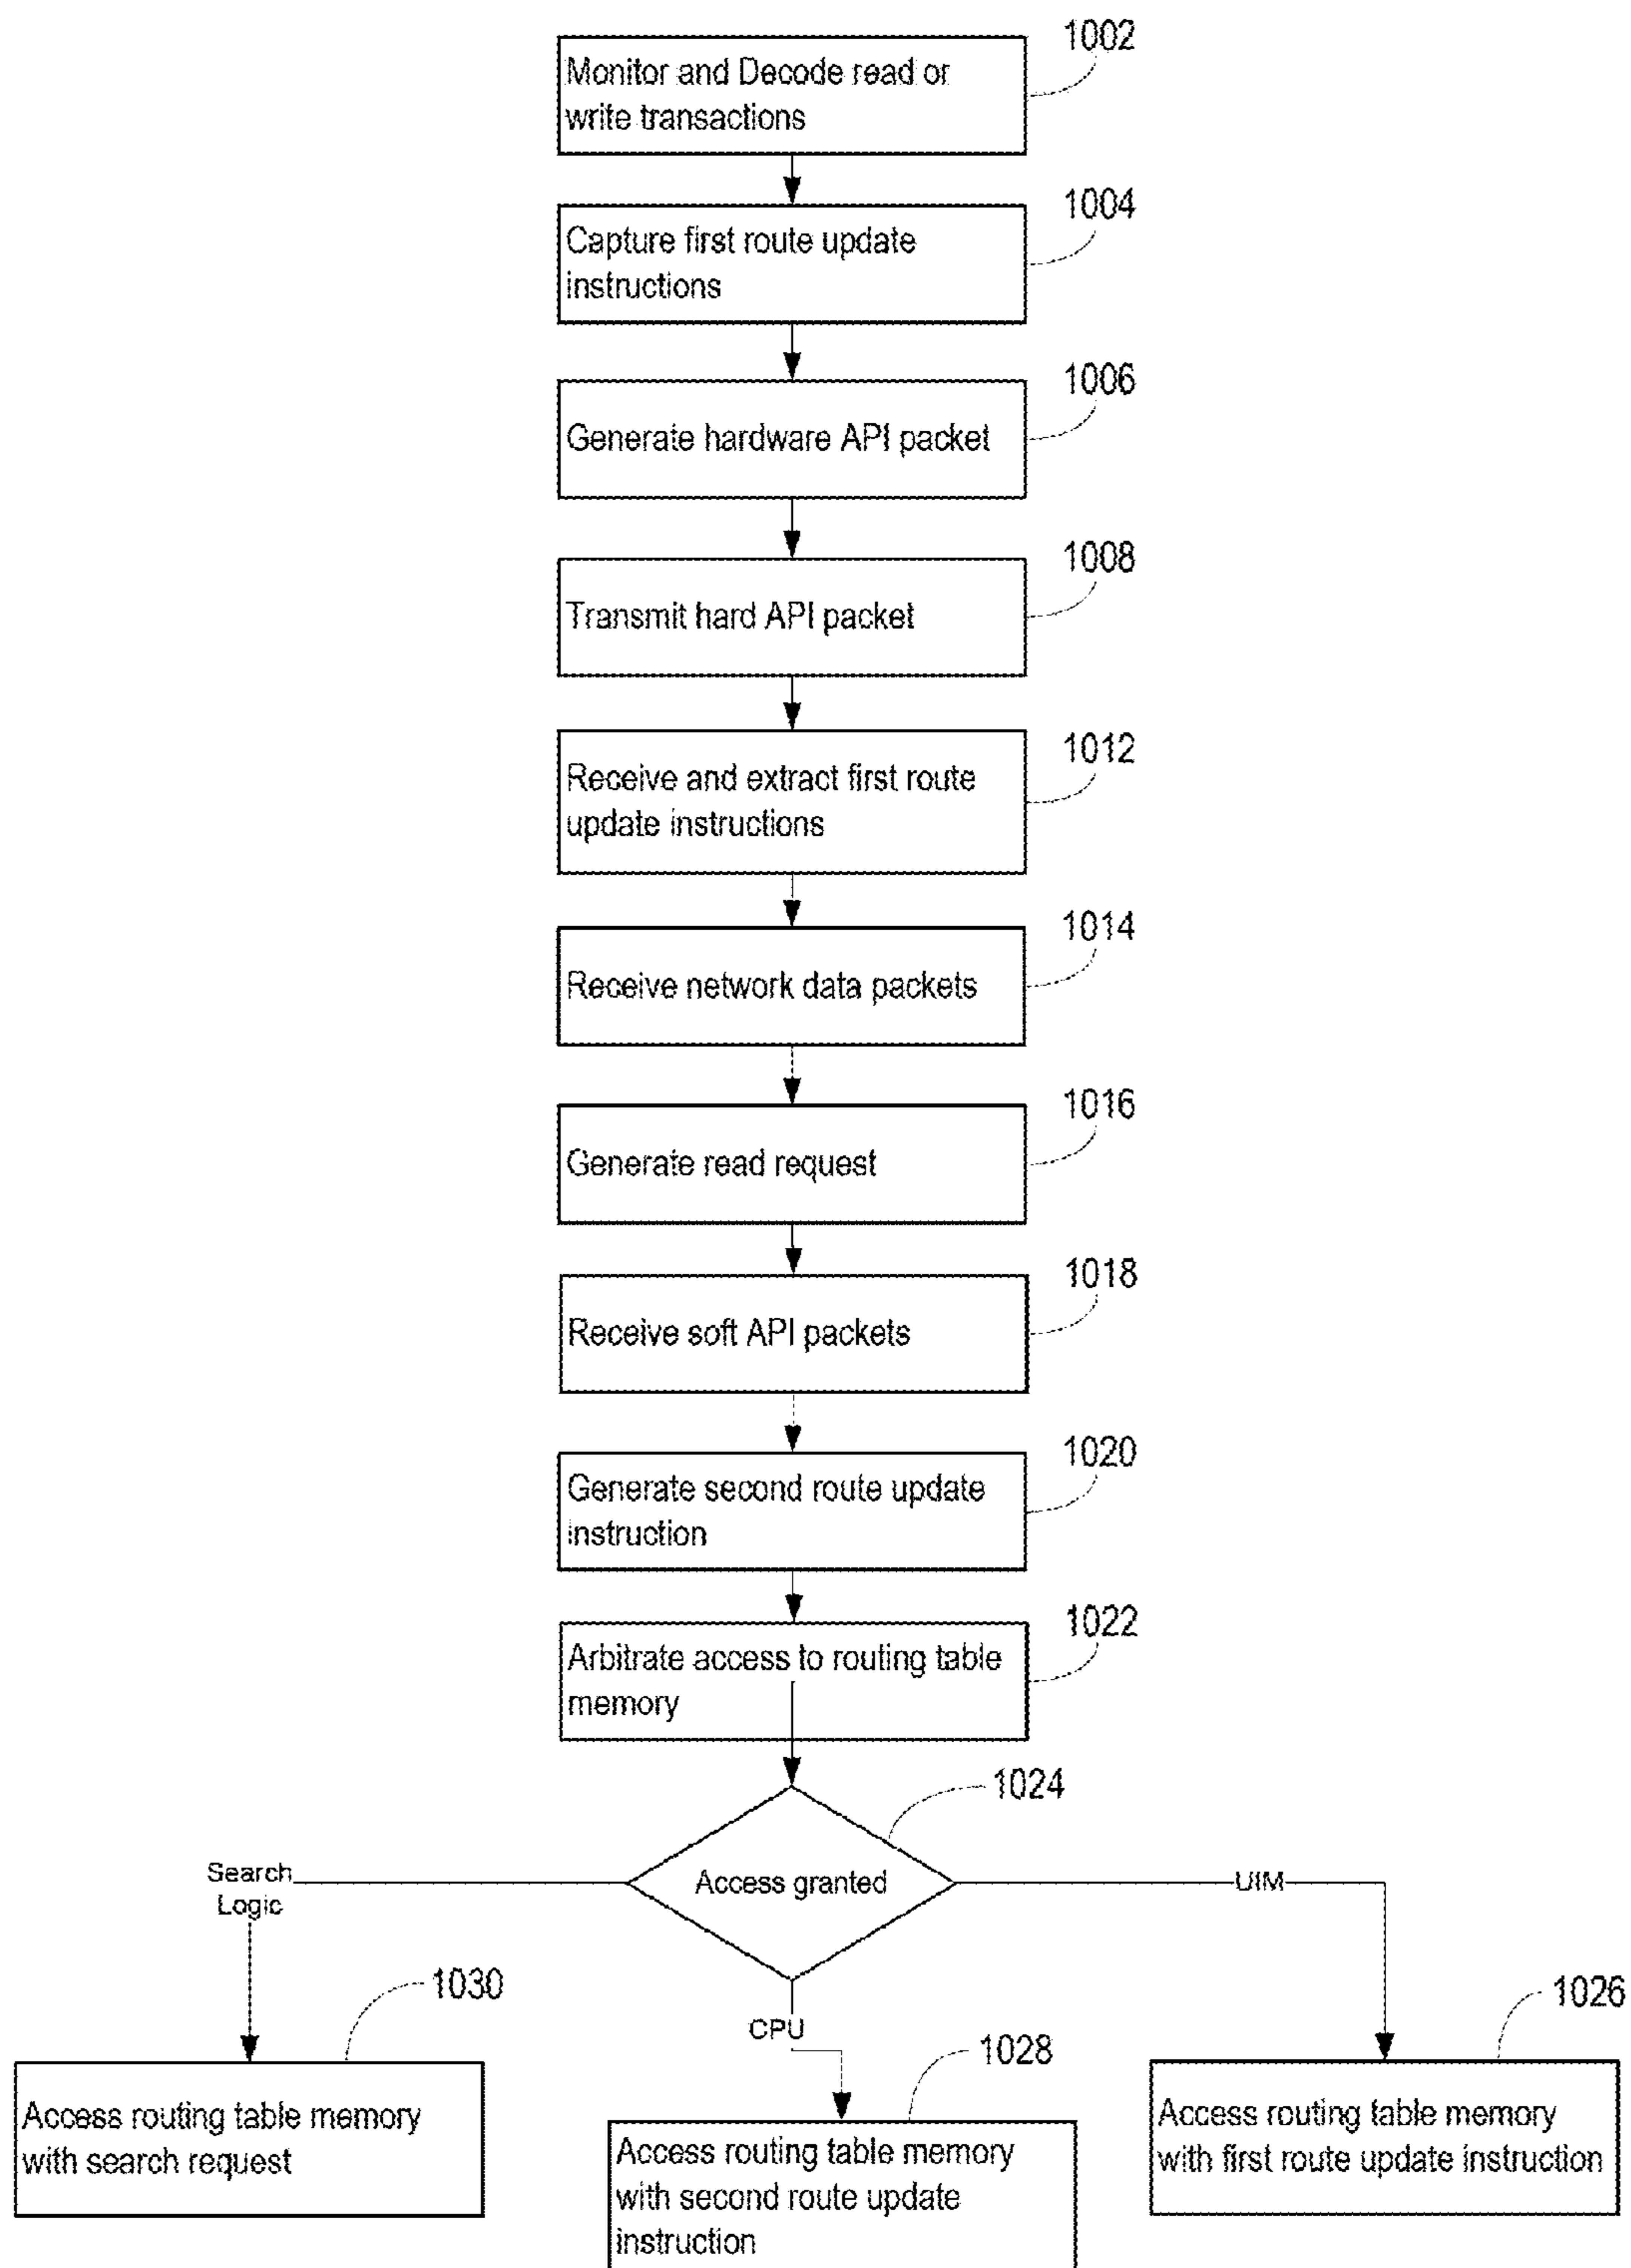 1002
Monitor and Decode read or
write transactions
1004
Capture first route update
instructions
1006
Generate hardware API packet
1008
Transmit hard API packet
1012
Receive and extract first route
update instructions
1014
Receive network data packets
1016
Generate read request
1018
Receive soft API packets
1020
Generate second route update
instruction
1022
Arbitrate access to routing table
memory
1024
Search
Logic
Access granted
UIM
1030
CPU
1028
1026
Access routing table memory
with search request
Access routing table memory
with second route update
instruction
Access routing table memory
with first route update instruction